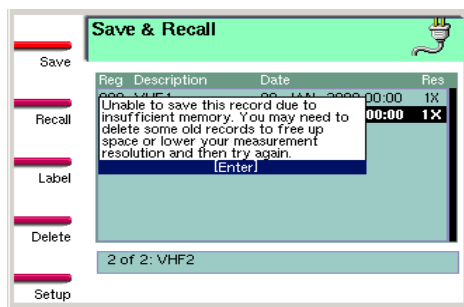 Save & Recall
Save
Reg Description Date Res
VHF1 2000 00:00 1X
Unable to save this record due to
insufficient memory. You may need to
delete some old records to free up
space or lower your measurement
resolution and then try again.
[Enter]
00:00 1X
Recall
Label
Delete
2 of 2: VHF2
Setup